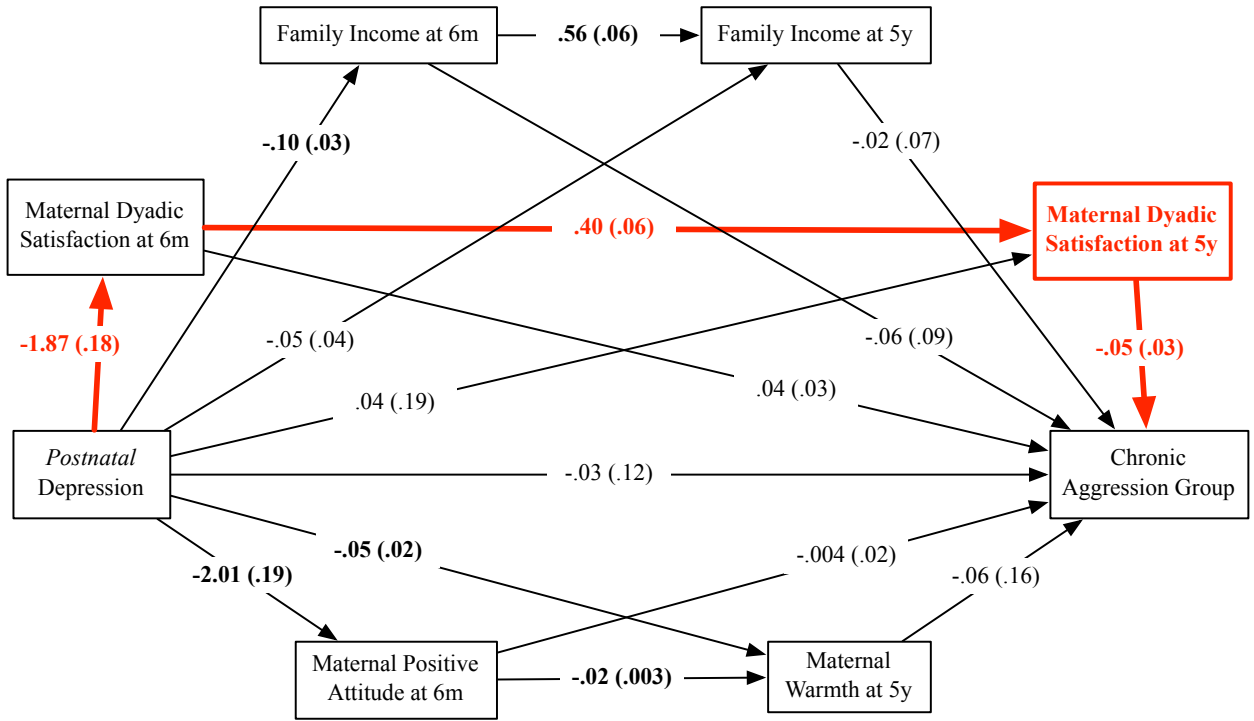 Family Income at 6m
.56 (.06)
Family Income at 5y
-.10 (.03)
-.02 (.07)
Maternal Dyadic
Satisfaction at 6m
.40 (.06)
Maternal Dyadic
Satisfaction at 5y
-1.87 (.18)
-.05 (.04)
-.06 (.09)
-.05 (.03)
.04 (.19)
.04 (.03)
Postnatal
Depression
-.03 (.12)
Chronic
Aggression Group
-.05 (.02)
-.004 (.02)
-2.01 (.19)
-.06 (.16)
Maternal Positive
Attitude at 6m
-.02 (.003)
Maternal
Warmth at 5y